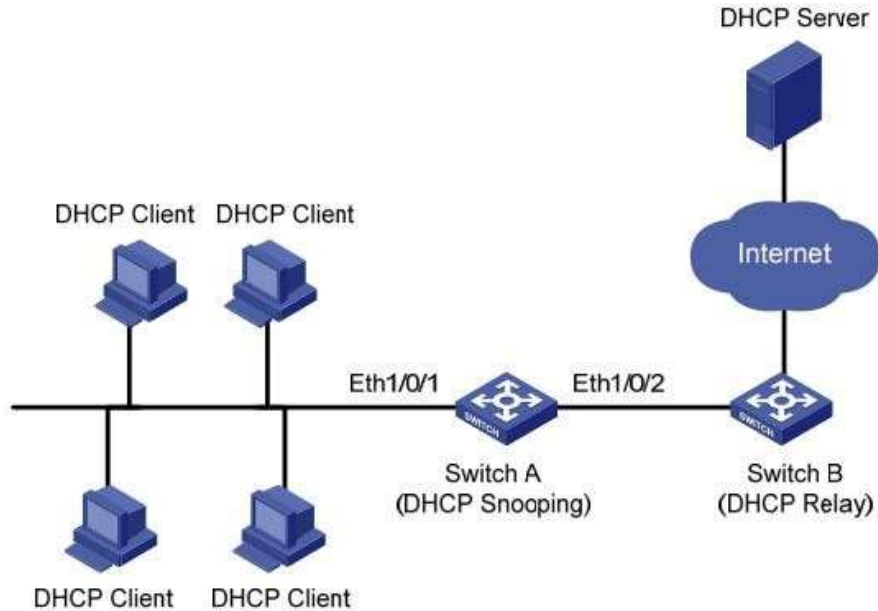 DHCP Server
DHCP Client
DHCP Client
Internet
Eth1/0/1
Eth1/0/2
SWITCH
SWITCH
Switch A
(DHCP Snooping)
Switch B
(DHCP Relay)
DHCP Client
DHCP Client